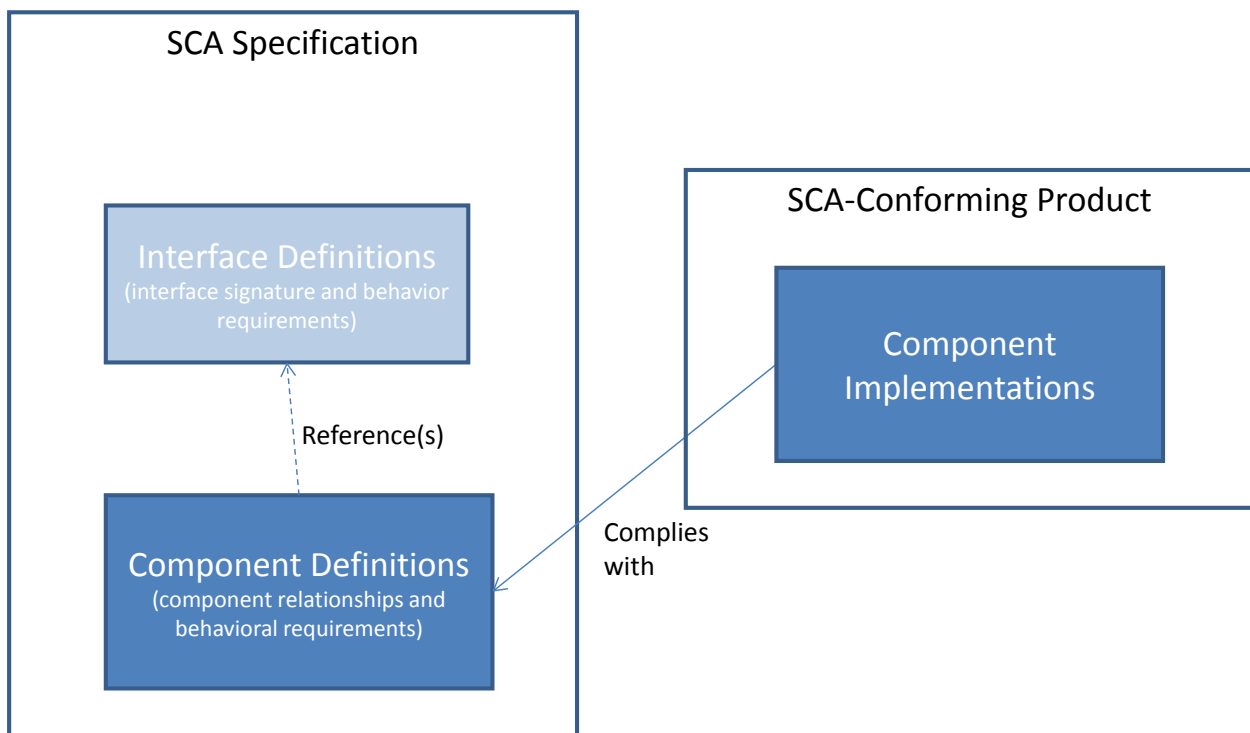 SCA Specification
Interface Definitions
(interface signature and behavior
requirements)
Reference(s)
Component Definitions
(component relationships and
behavioral requirements)
Complies
with
SCA-Conforming Product
Component
Implementations